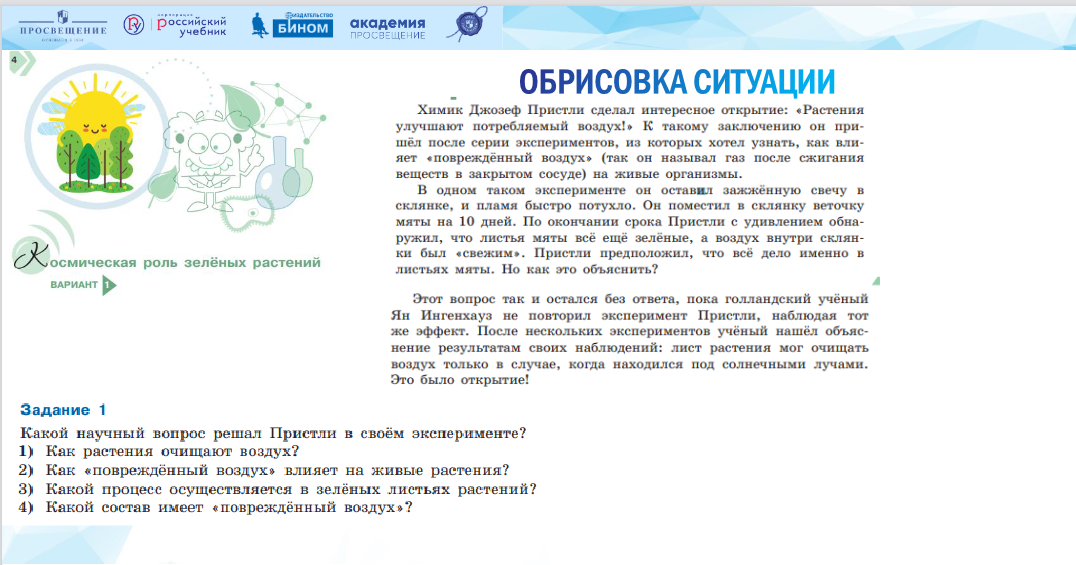 ПРОСВЕЩЕНИЕ
корпорация
российский
учебник
ИЗДАТЕЛЬСТВО
БИНОМ
академия
ПРОСВЕЩЕНИЕ
4
ОБРИСОВКА СИТУАЦИИ
Химик Джозеф Пристли сделал интересное открытие: «Растения
улучшают потребляемый воздух!» К такому заключению он при-
шёл после серии экспериментов, из которых хотел узнать, как вли-
яет «повреждённый воздух» (так он называл газ после сжигания
веществ в закрытом сосуде) на живые организмы.
В одном таком эксперименте он оставил зажжённую свечу в
склянке, и пламя быстро потухло. Он поместил в склянку веточку
мяты на 10 дней. По окончании срока Пристли с удивлением обна-
ружил, что листья мяты всё ещё зелёные, а воздух внутри склян-
ки был «свежим». Пристли предположил, что всё дело именно в
листьях мяты. Но как это объяснить?
Космическая роль зелёных растений
ВАРИАНТ 1
Этот вопрос так и остался без ответа, пока голландский учёный
Ян Ингенхауз не повторил эксперимент Пристли, наблюдая тот
же эффект. После нескольких экспериментов учёный нашёл объяс-
нение результатам своих наблюдений: лист растения мог очищать
воздух только в случае, когда находился под солнечными лучами.
Это было открытие!
Задание 1
Какой научный вопрос решал Пристли в своём эксперименте?
1) Как растения очищают воздух?
2) Как «повреждённый воздух» влияет на живые растения?
3) Какой процесс осуществляется в зелёных листьях растений?
4) Какой состав имеет «повреждённый воздух»?